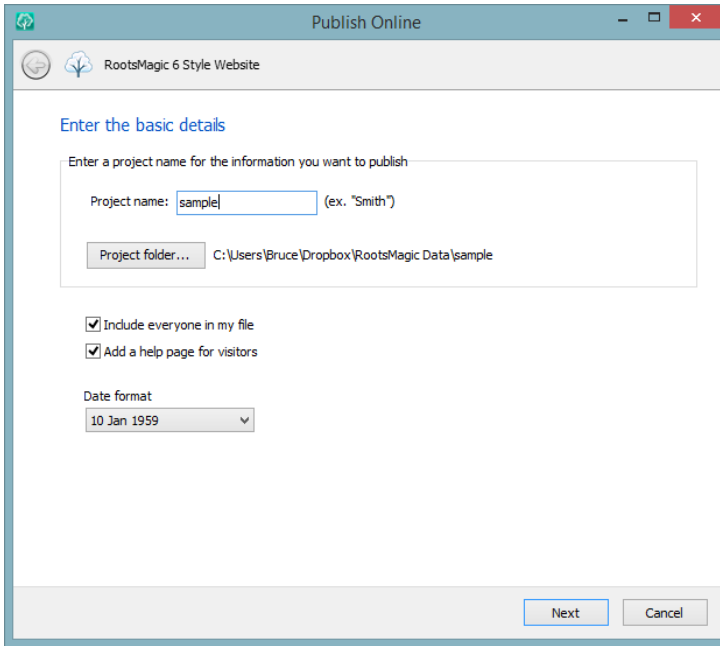 Publish Online
RootsMagic 6 Style Website
Enter the basic details
Enter a project name for the information you want to publish
Project name: sample (ex. "Smith")
Project folder... C:\Users\Bruce\Dropbox\RootsMagic Data\sample
Include everyone in my file
Add a help page for visitors
Date format
10 Jan 1959
Next Cancel